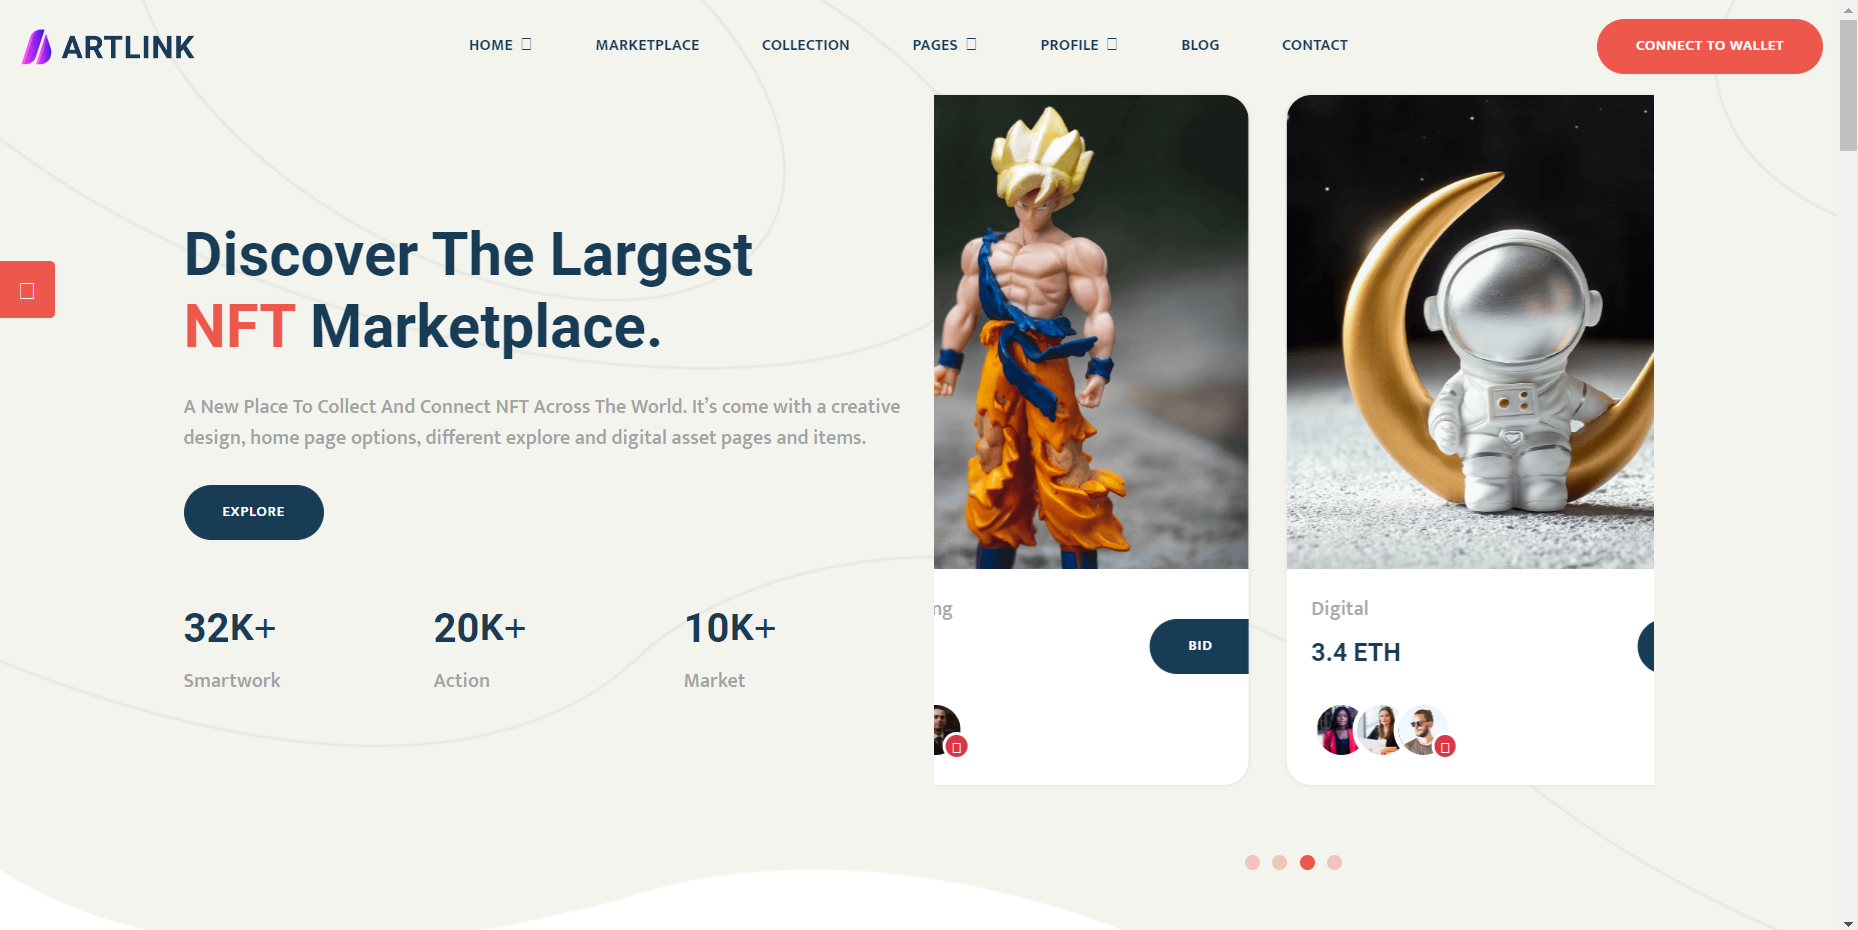 ARTLINK
HOME
MARKETPLACE
COLLECTION
PAGES
PROFILE
BLOG
CONTACT
CONNECT TO WALLET
Discover The Largest
NFT Marketplace.
A New Place To Collect And Connect NFT Across The World. It’s come with a creative
design, home page options, different explore and digital asset pages and items.
EXPLORE
32K+
Smartwork
20K+
Action
10K+
Market
ng
BID
Digital
3.4 ETH